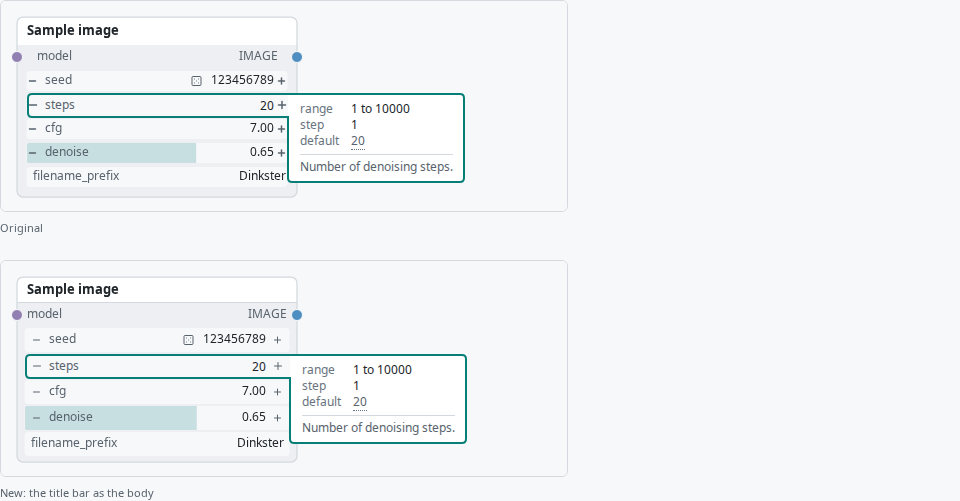 Sample image
model IMAGE
− seed 123456789 +
− steps 20 +
− cfg 7.00 +
− denoise 0.65 +
filename_prefix Dinkster
range 1 to 10000
step 1
default 20
Number of denoising steps.
Original
Sample image
model IMAGE
− seed 123456789 +
− steps 20 +
− cfg 7.00 +
− denoise 0.65 +
filename_prefix Dinkster
range 1 to 10000
step 1
default 20
Number of denoising steps.
New: the title bar as the body